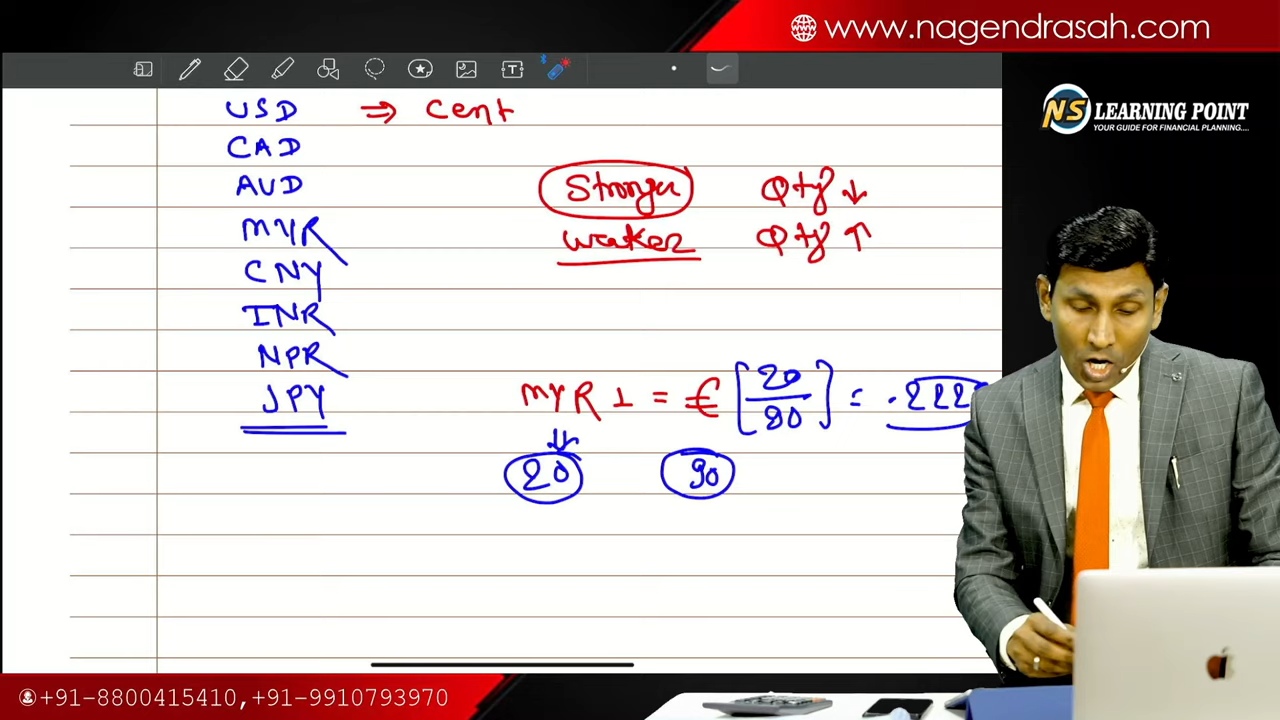 www.nagendrasah.com
NS LEARNING POINT
YOUR GUIDE FOR FINANCIAL PLANNING....
USD ⇒ Cent
CAD
AUD
MYR
CNY
INR
NPR
JPY
Stronger Qty ↓
weaker Qty ↑
MYR 1 = € [20/90] = .222
20 90
+91-8800415410,+91-9910793970